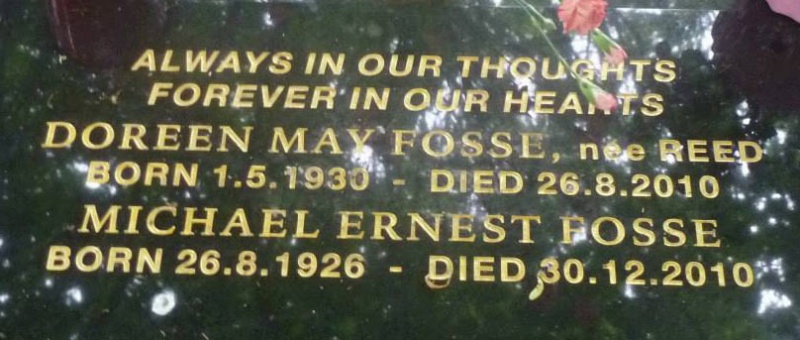 ALWAYS IN OUR THOUGHTS
FOREVER IN OUR HEARTS
DOREEN MAY FOSSE, née REED
BORN 1.5.1930 - DIED 26.8.2010
MICHAEL ERNEST FOSSE
BORN 26.8.1926 - DIED 30.12.2010